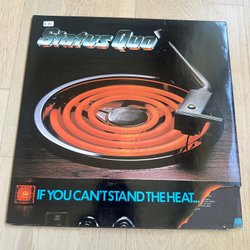 Status Quo
IF YOU CAN'T STAND THE HEAT...